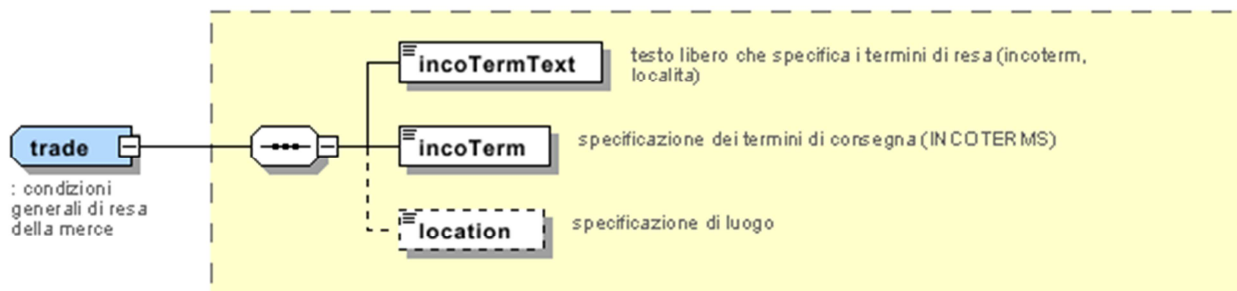 incoTermText
testo libero che specifica i termini di resa (incoterm,
localita)
trade
incoTerm
specificazione dei termini di consegna (INCOTERMS)
: condizioni
generali di resa
della merce
location
specificazione di luogo